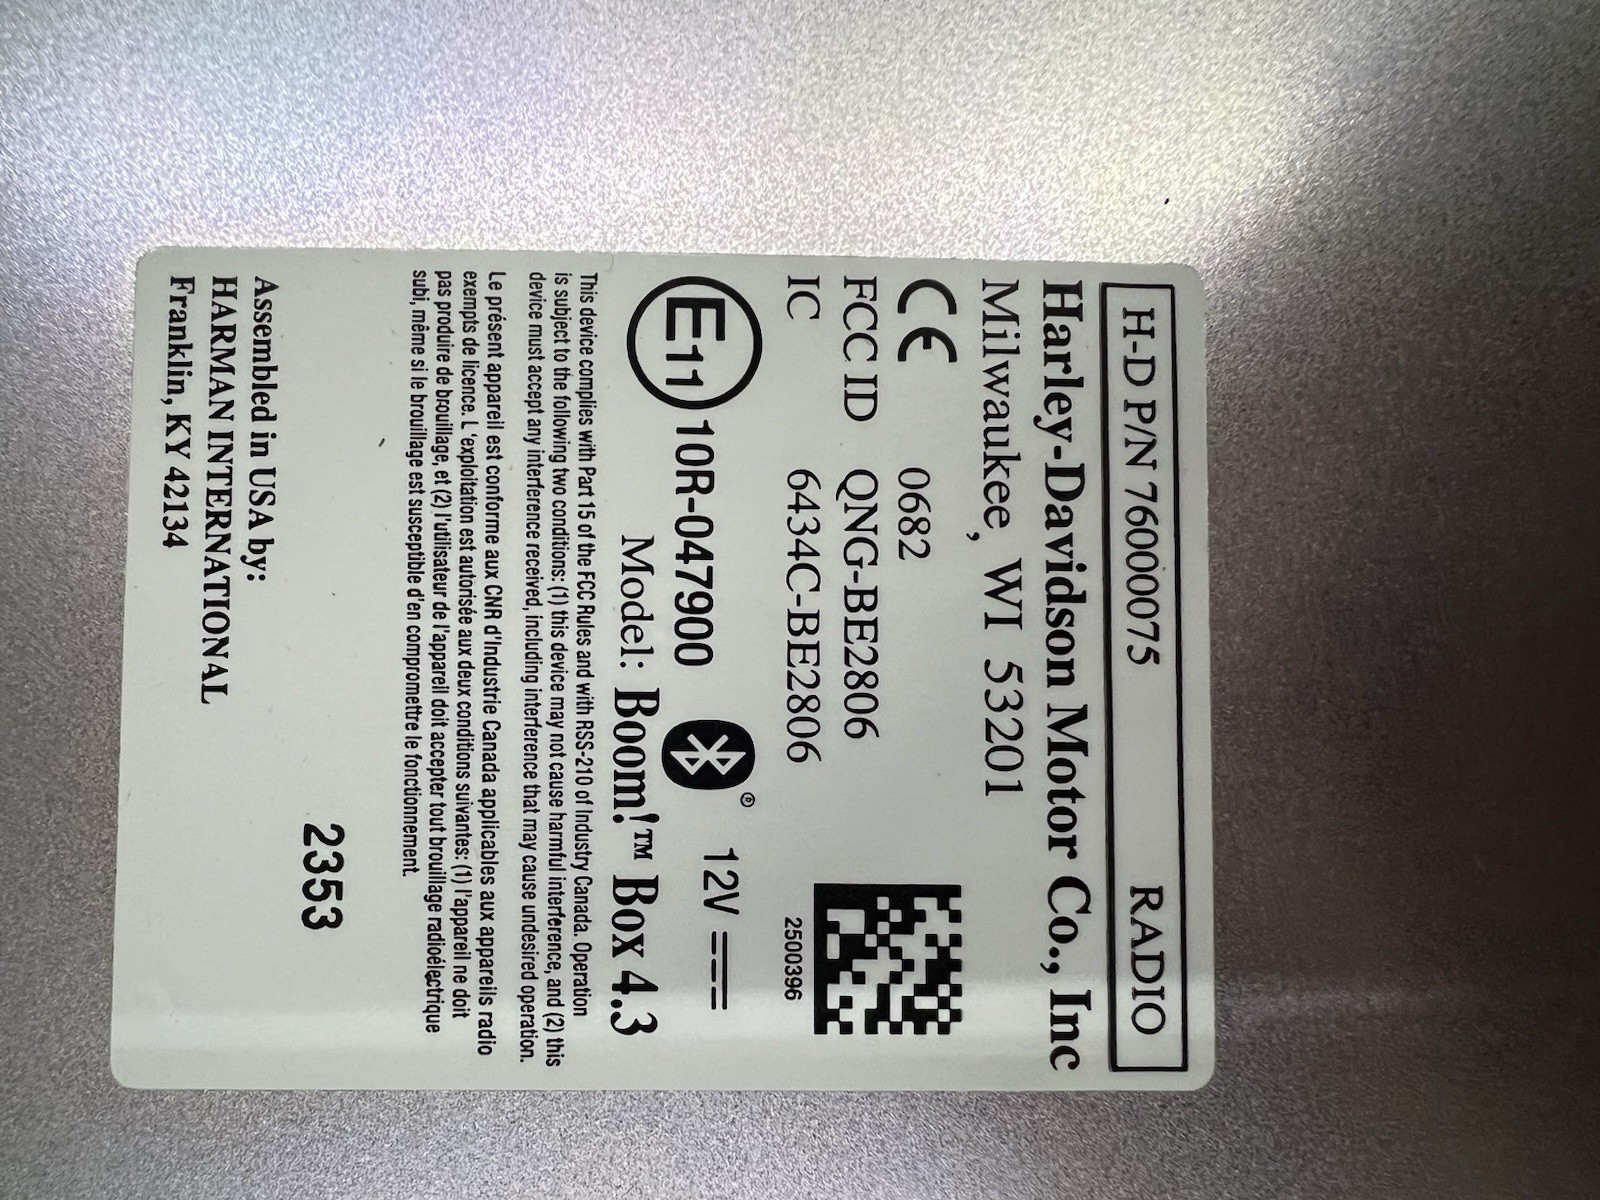 H-D P/N 76000075 RADIO
Harley-Davidson Motor Co., Inc
Milwaukee, WI 53201
CE 0682
FCC ID QNG-BE2806
IC 6434C-BE2806
2500396
E11 10R-047900 ® 12V
Model: Boom!™ Box 4.3
This device complies with Part 15 of the FCC Rules and with RSS-210 of Industry Canada. Operation
is subject to the following two conditions: (1) this device may not cause harmful interference, and (2) this
device must accept any interference received, including interference that may cause undesired operation.
Le présent appareil est conforme aux CNR d'Industrie Canada applicables aux appareils radio
exempts de licence. L'exploitation est autorisée aux deux conditions suivantes: (1) l'appareil ne doit
pas produire de brouillage, et (2) l'utilisateur de l'appareil doit accepter tout brouillage radioélectrique
subi, même si le brouillage est susceptible d'en compromettre le fonctionnement.
2353
Assembled in USA by:
HARMAN INTERNATIONAL
Franklin, KY 42134